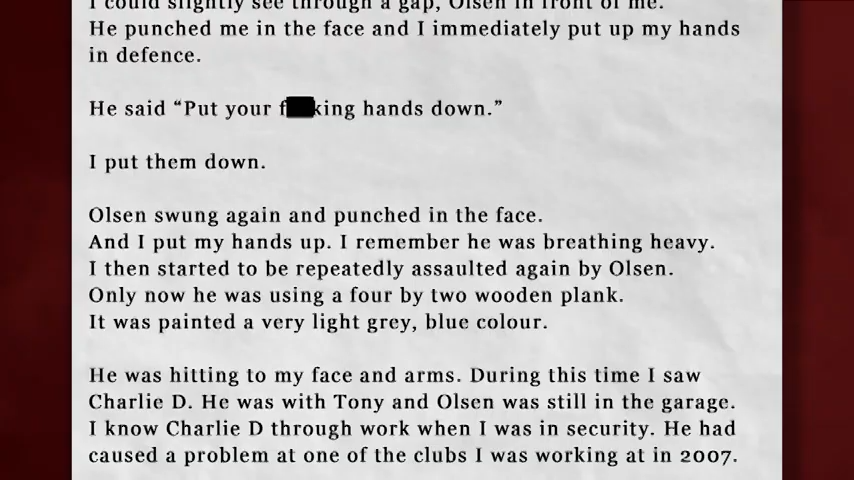 I could slightly see through a gap, Olsen in front of me.
He punched me in the face and I immediately put up my hands
in defence.
He said “Put your f king hands down.”
I put them down.
Olsen swung again and punched in the face.
And I put my hands up. I remember he was breathing heavy.
I then started to be repeatedly assaulted again by Olsen.
Only now he was using a four by two wooden plank.
It was painted a very light grey, blue colour.
He was hitting to my face and arms. During this time I saw
Charlie D. He was with Tony and Olsen was still in the garage.
I know Charlie D through work when I was in security. He had
caused a problem at one of the clubs I was working at in 2007.